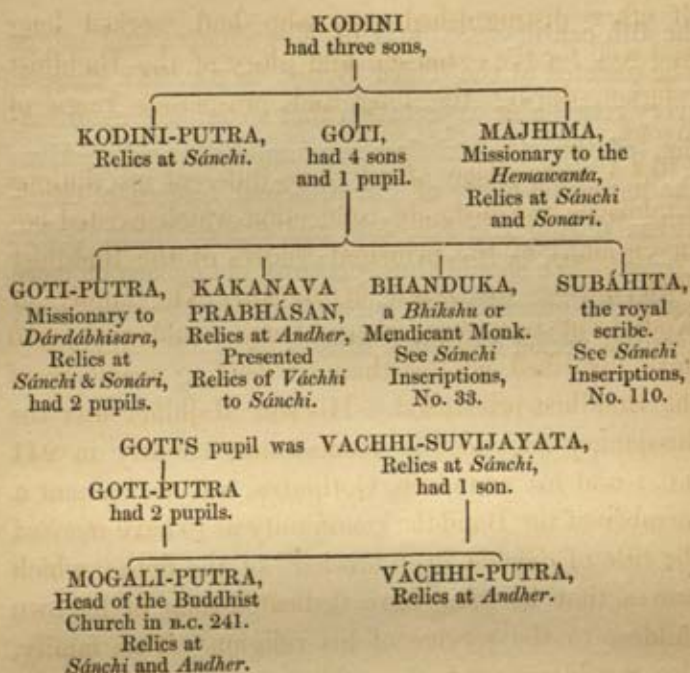 KODINI
had three sons,
KODINI-PUTRA,
Relics at Sánchi.
GOTI,
had 4 sons
and 1 pupil.
MAJHIMA,
Missionary to the
Hemawanta,
Relics at Sánchi
and Sonari.
GOTI-PUTRA,
Missionary to
Dárdábhisara,
Relics at
Sánchi & Sonári,
had 2 pupils.
KÁKANAVA
PRABHÁSAN,
Relics at Andher,
Presented
Relics of Váchhi
to Sánchi.
BHANDUKA,
a Bhikshu or
Mendicant Monk.
See Sánchi
Inscriptions,
No. 33.
SUBÁHITA,
the royal
scribe.
See Sánchi
Inscriptions,
No. 110.
GOTI'S pupil was VACHHI-SUVIJAYATA,
Relics at Sánchi,
had 1 son.
GOTI-PUTRA
had 2 pupils.
MOGALI-PUTRA,
Head of the Buddhist
Church in B.C. 241.
Relics at
Sánchi and Andher.
VÁCHHI-PUTRA,
Relics at Andher.